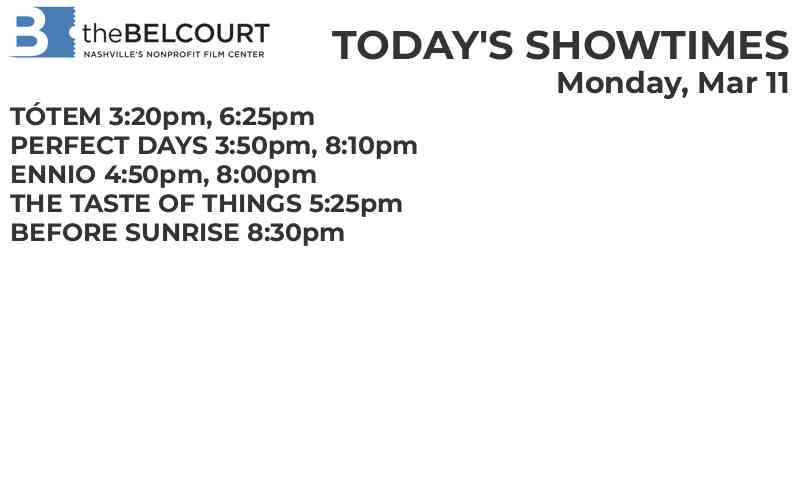 B theBELCOURT
NASHVILLE'S NONPROFIT FILM CENTER
TODAY'S SHOWTIMES
Monday, Mar 11
TÓTEM 3:20pm, 6:25pm
PERFECT DAYS 3:50pm, 8:10pm
ENNIO 4:50pm, 8:00pm
THE TASTE OF THINGS 5:25pm
BEFORE SUNRISE 8:30pm